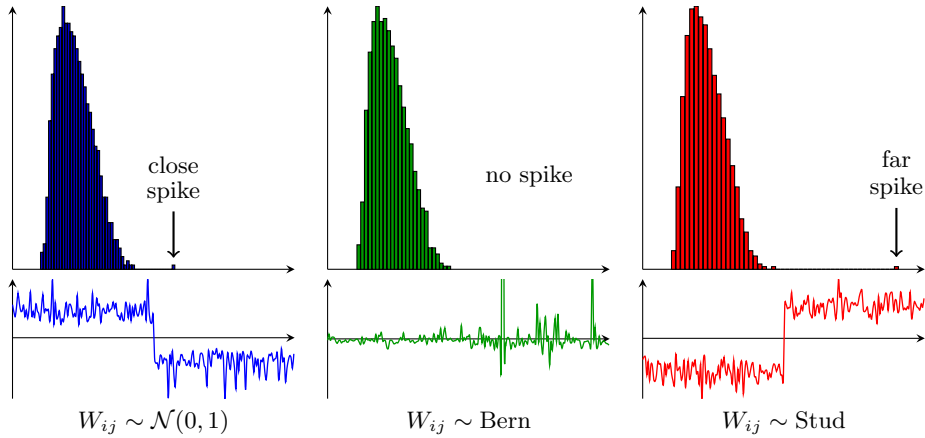 close
spike
no spike
far
spike
W_{ij} ∼ 𝒩(0, 1)
W_{ij} ∼ Bern
W_{ij} ∼ Stud